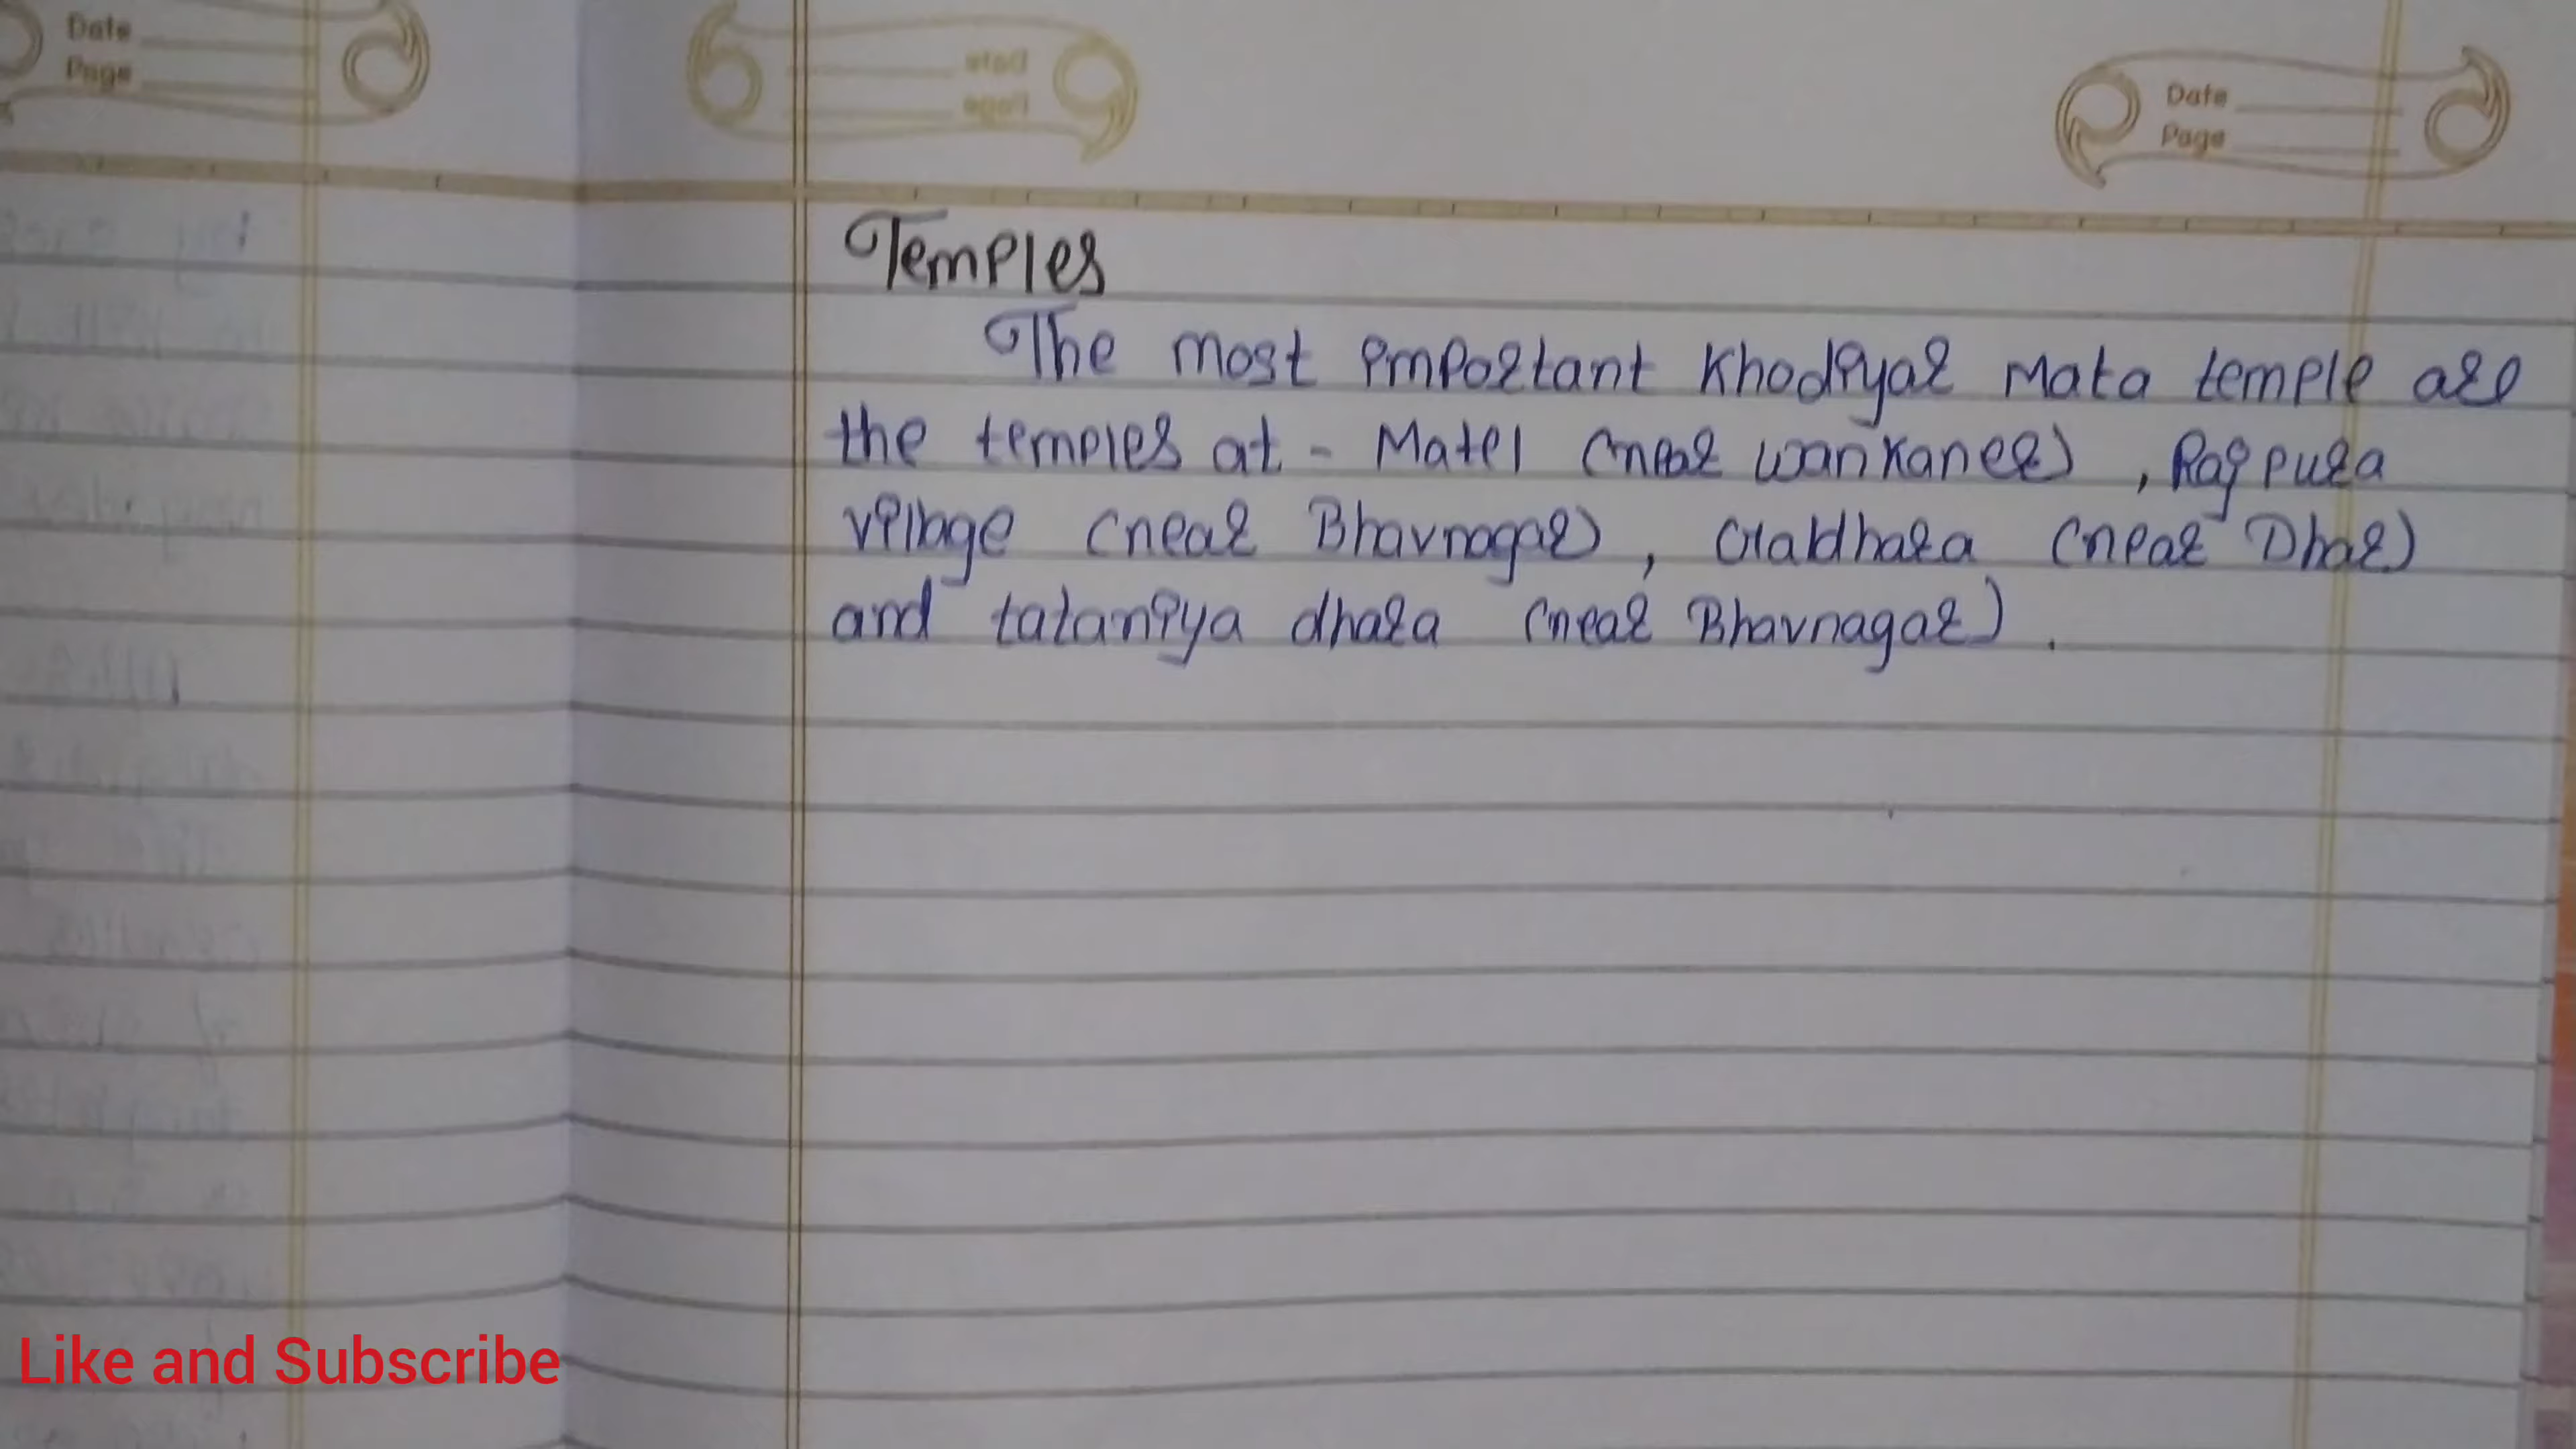 Date
Page
Date
Page
Temples
The most important Khodiyar Mata temple are
the temples at - Matel (near wankaner) , Rajpura
village (near Bhavnagar) , Galdhara (near Dhar)
and tataniya dhara (near Bhavnagar) .
Like and Subscribe